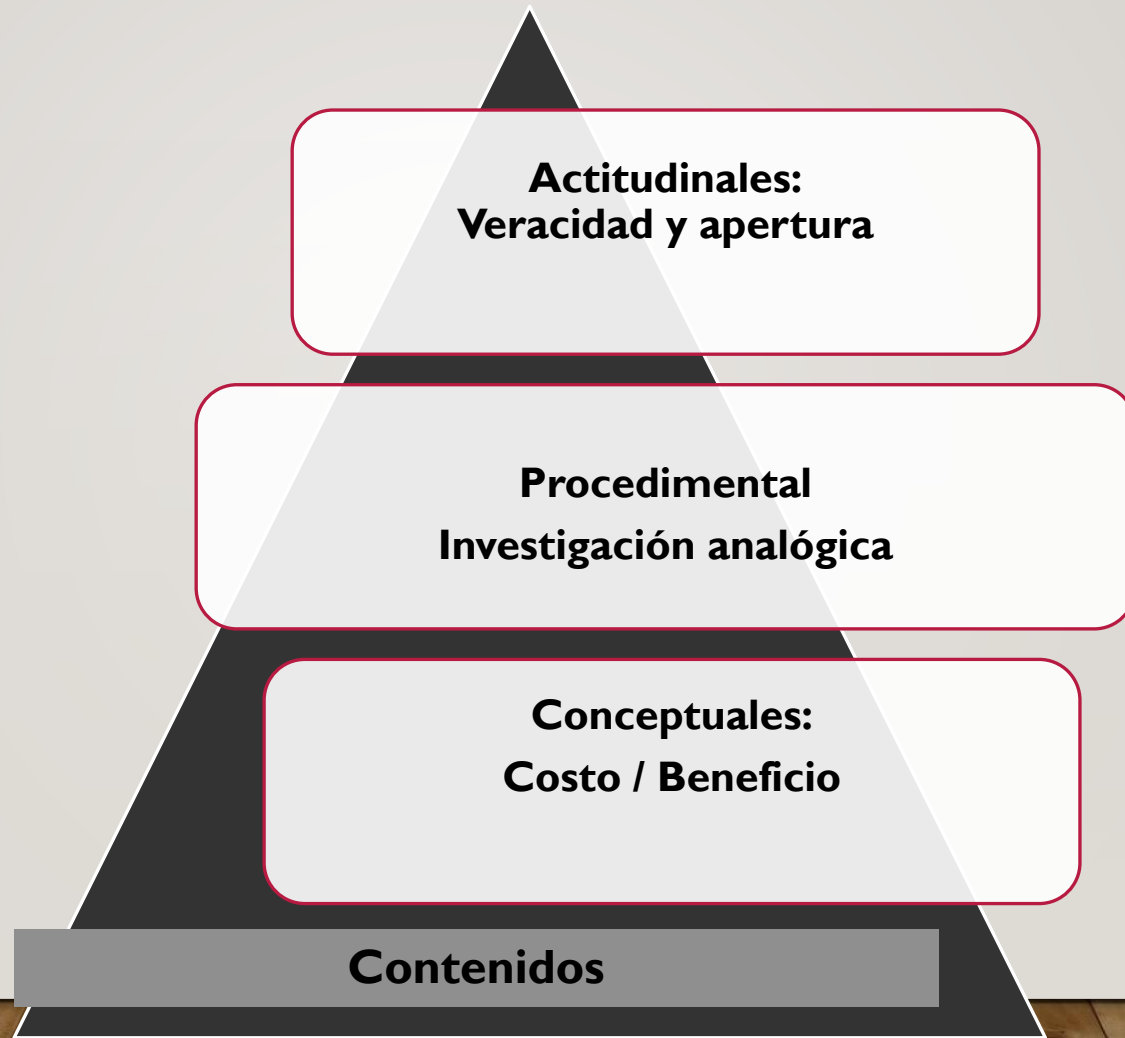 Actitudinales:
Veracidad y apertura
Procedimental
Investigación analógica
Conceptuales:
Costo / Beneficio
Contenidos